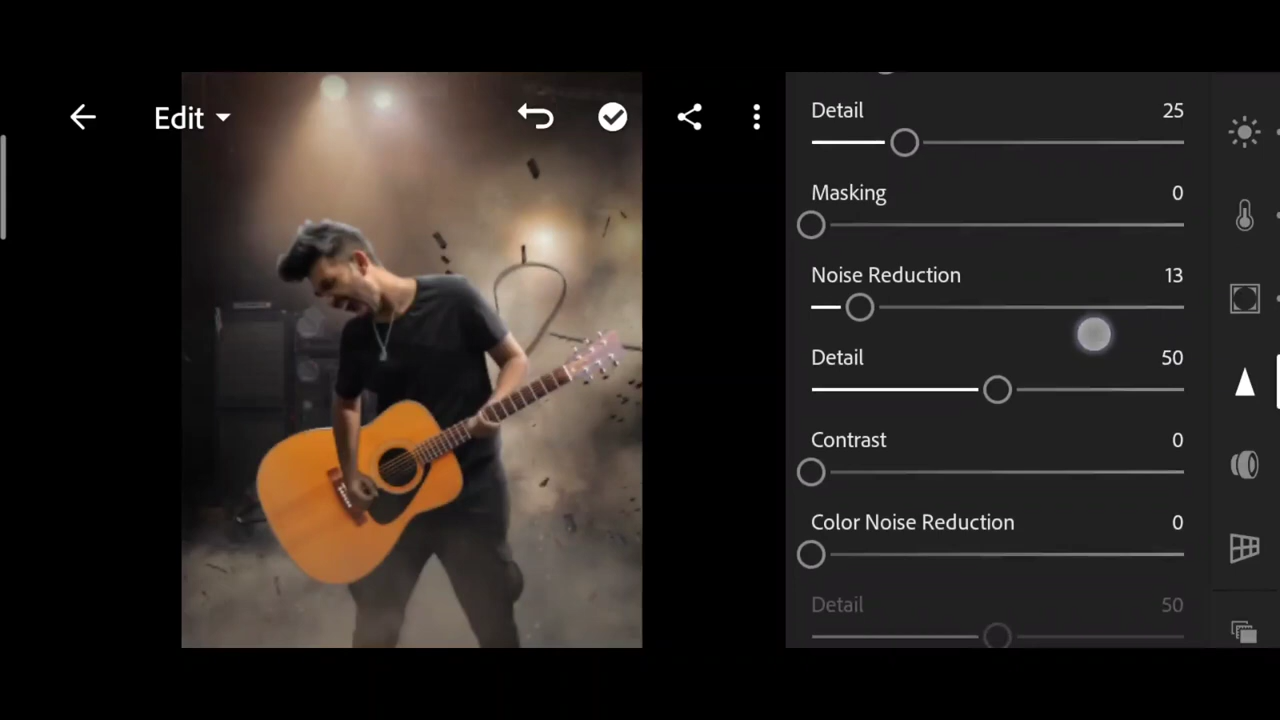 Edit
Detail 25
Masking 0
Noise Reduction 13
Detail 50
Contrast 0
Color Noise Reduction 0
Detail 50